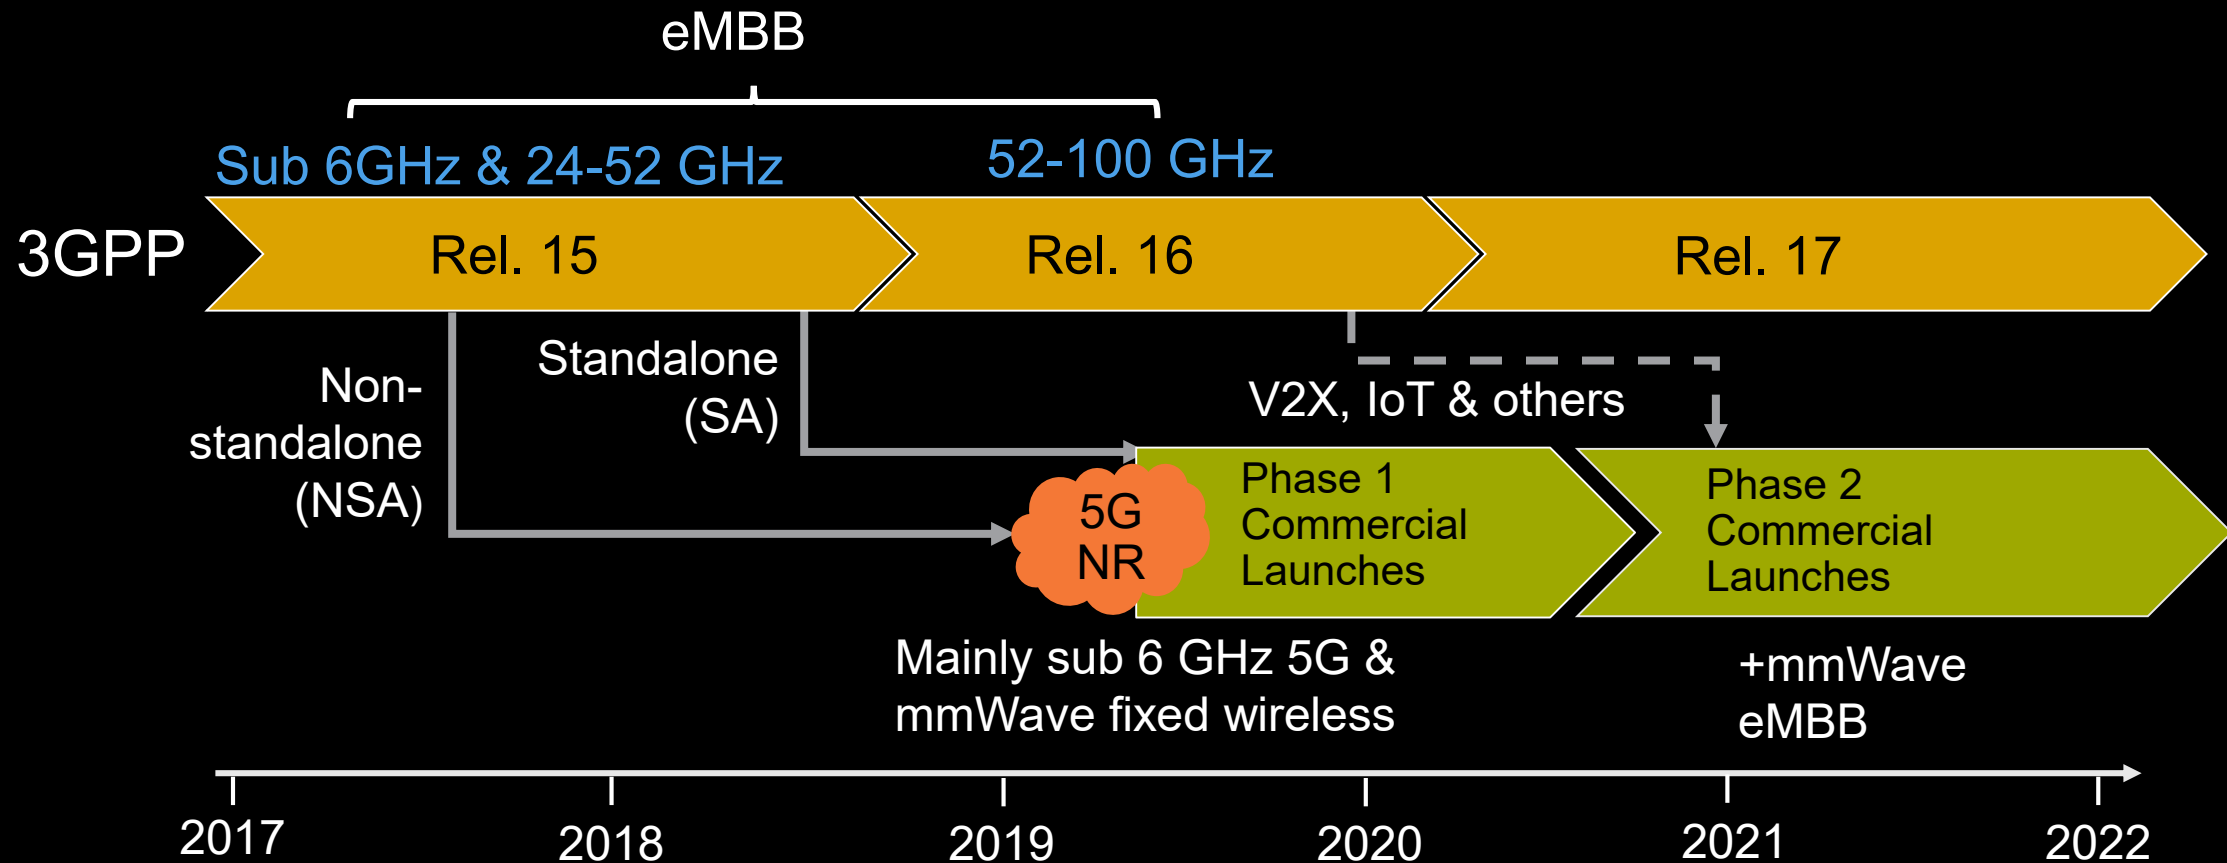 eMBB
Sub 6GHz & 24-52 GHz
52-100 GHz
3GPP
Rel. 15
Rel. 16
Rel. 17
Non-
standalone
(NSA)
Standalone
(SA)
V2X, IoT & others
5G
NR
Phase 1
Commercial
Launches
Phase 2
Commercial
Launches
Mainly sub 6 GHz 5G &
mmWave fixed wireless
+mmWave
eMBB
2017
2018
2019
2020
2021
2022